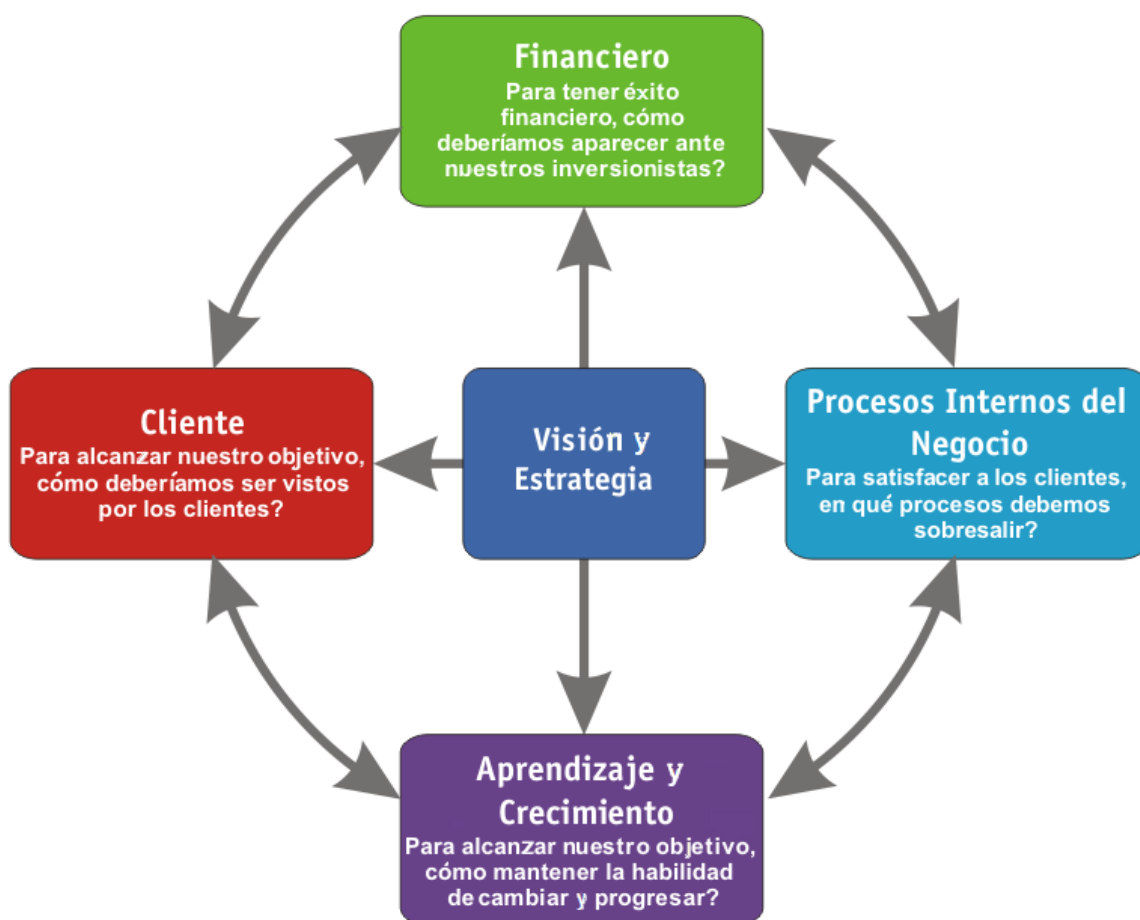 Financiero
Para tener éxito
financiero, cómo
deberíamos aparecer ante
nuestros inversionistas?
Cliente
Para alcanzar nuestro objetivo,
cómo deberíamos ser vistos
por los clientes?
Visión y
Estrategia
Procesos Internos del
Negocio
Para satisfacer a los clientes,
en qué procesos debemos
sobresalir?
Aprendizaje y
Crecimiento
Para alcanzar nuestro objetivo,
cómo mantener la habilidad
de cambiar y progresar?